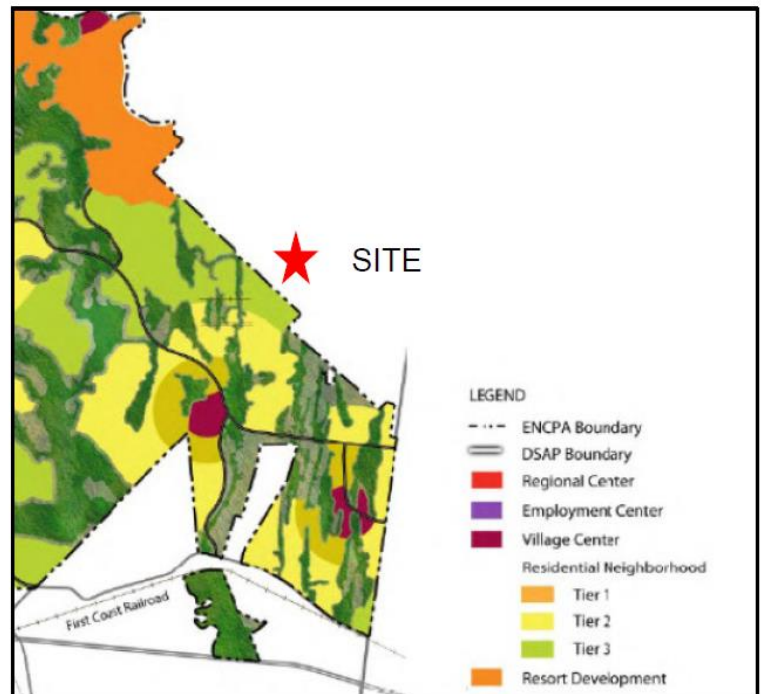 SITE
LEGEND
ENCPA Boundary
DSAP Boundary
Regional Center
Employment Center
Village Center
Residential Neighborhood
Tier 1
Tier 2
Tier 3
Resort Development
First Coast Railroad